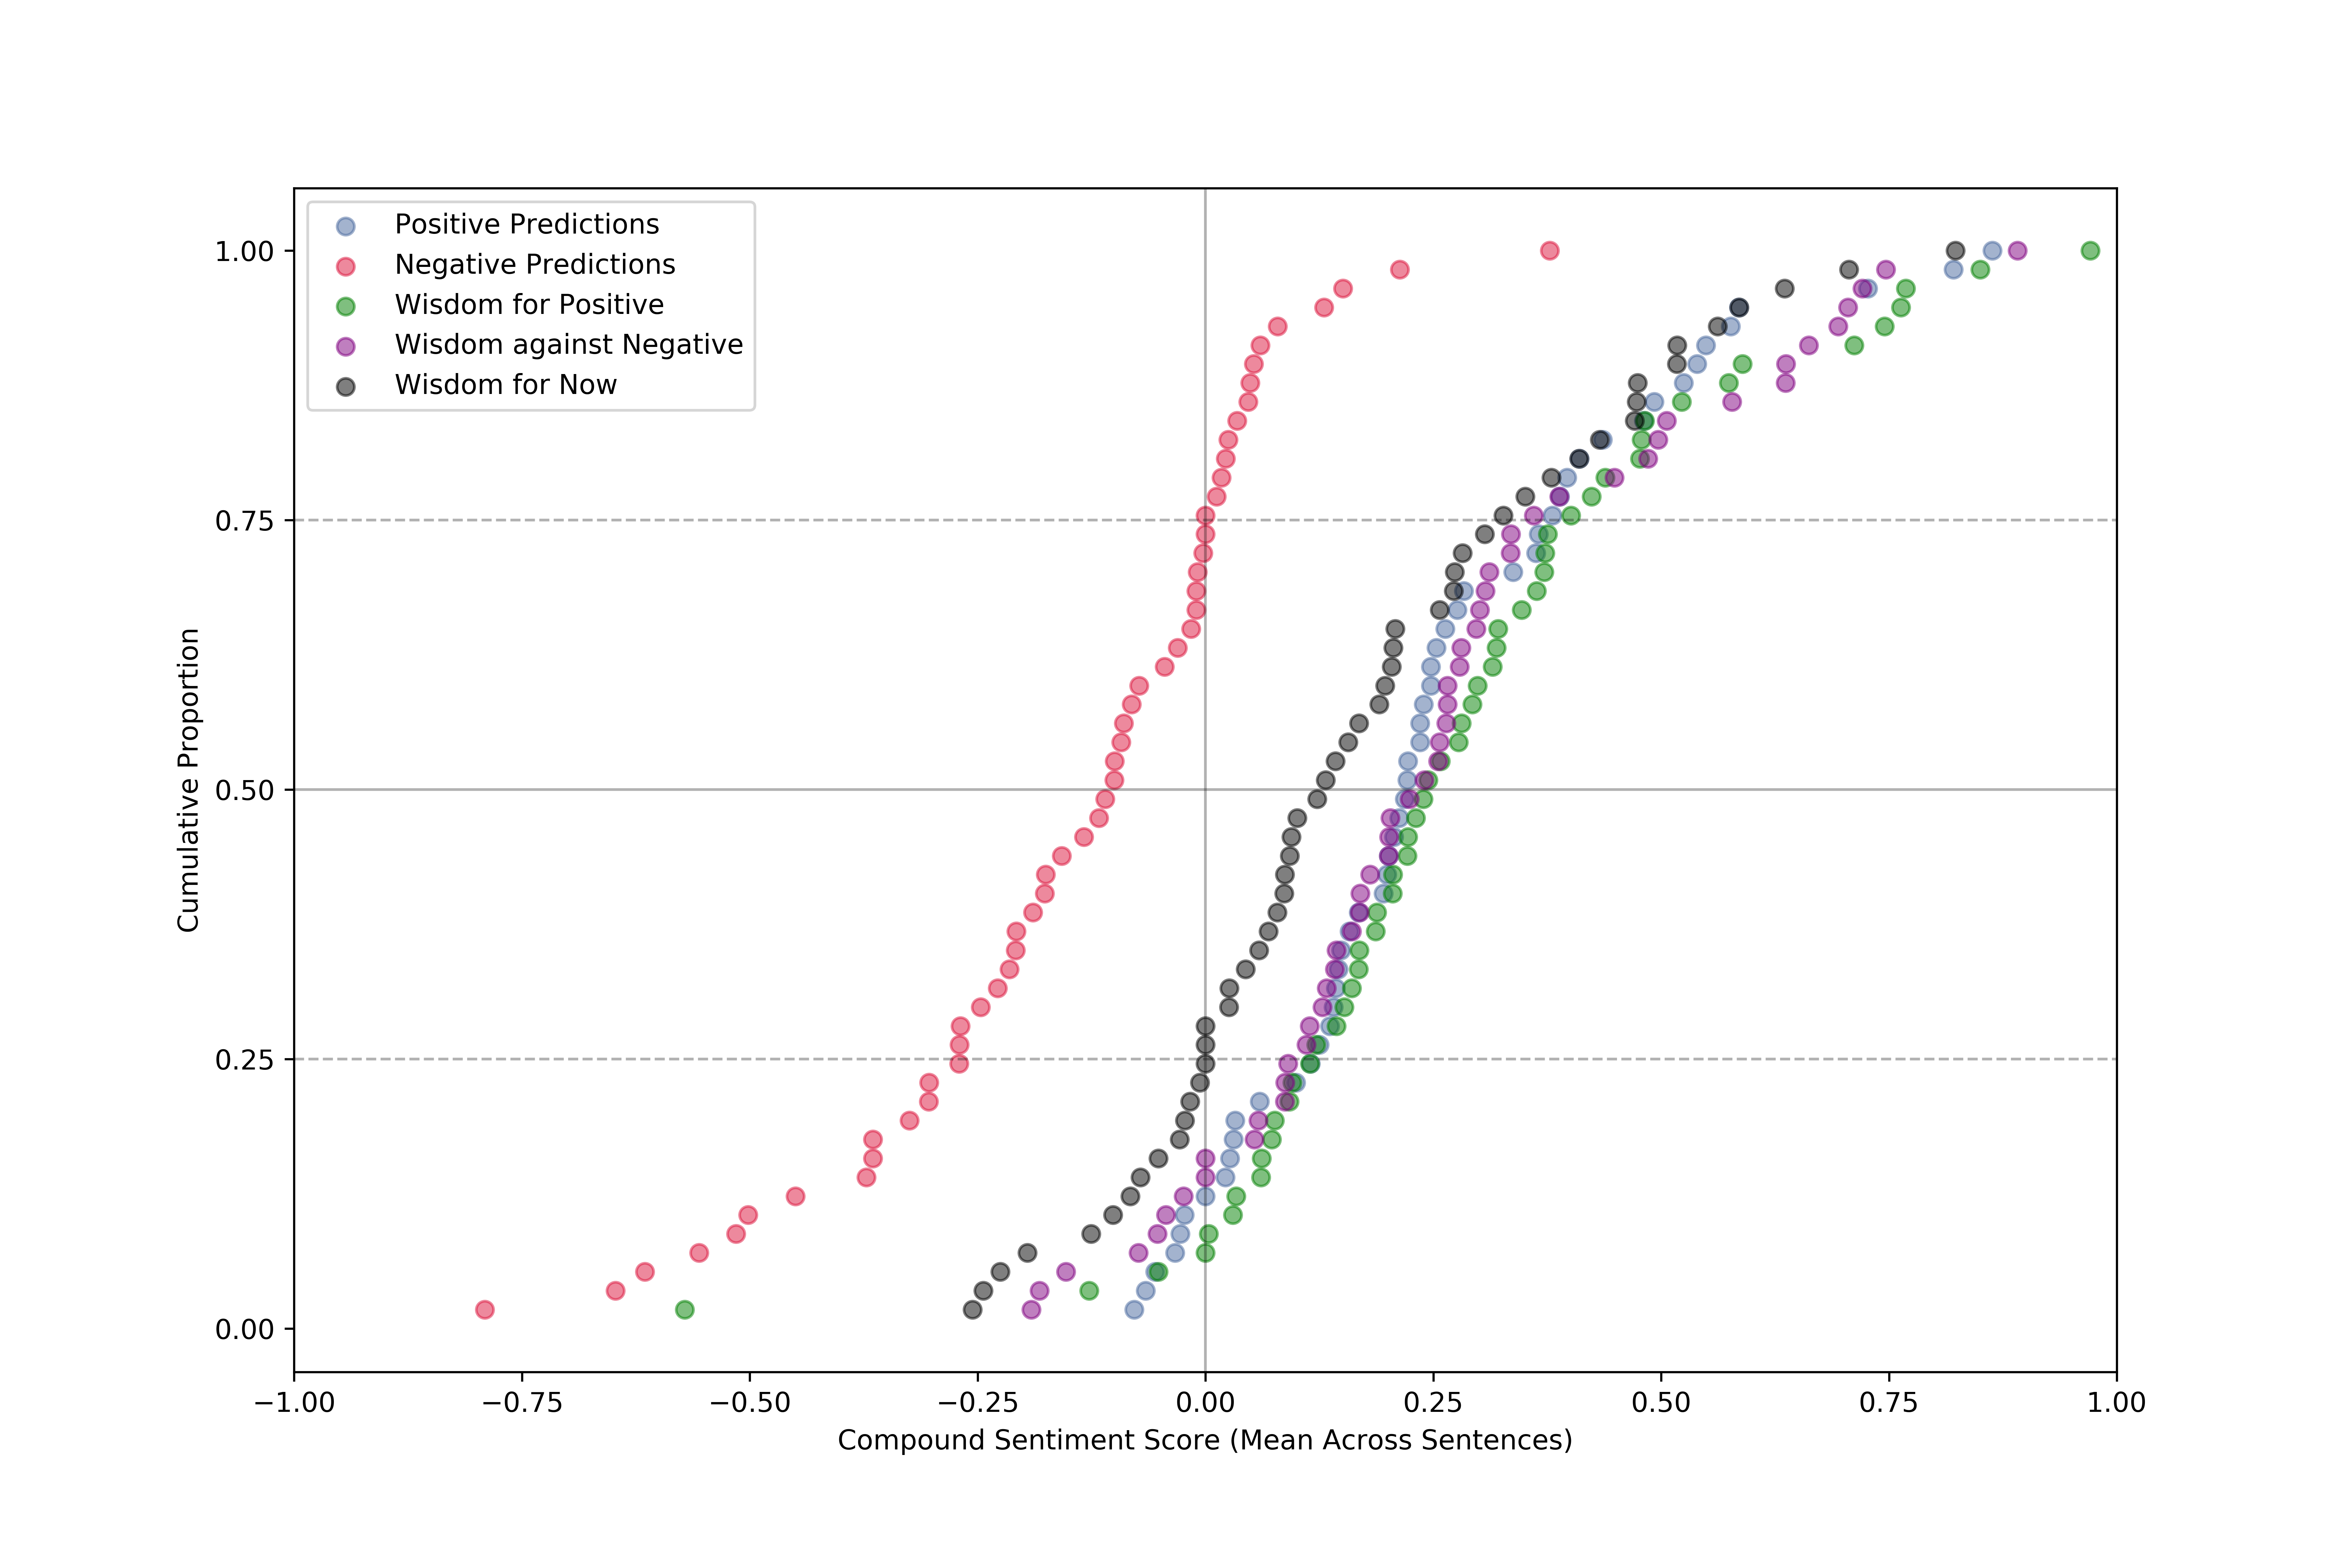 Positive Predictions
Negative Predictions
Wisdom for Positive
Wisdom against Negative
Wisdom for Now
1.00
0.75
0.50
0.25
0.00
Cumulative Proportion
−1.00 −0.75 −0.50 −0.25 0.00 0.25 0.50 0.75 1.00
Compound Sentiment Score (Mean Across Sentences)